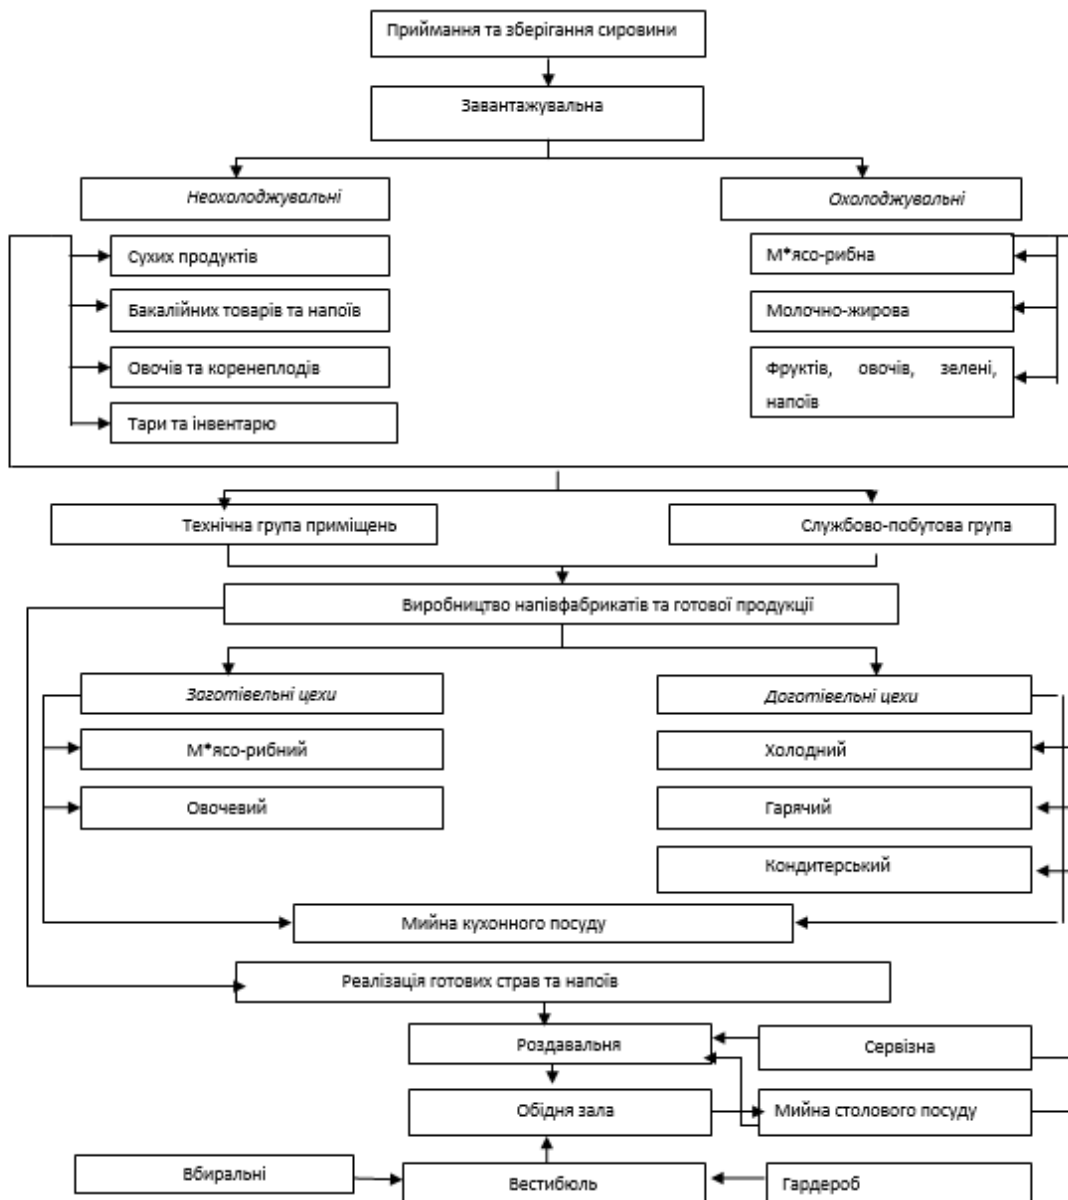 Приймання та зберігання сировини
Завантажувальна
Неохолоджувальні
Охолоджувальні
Сухих продуктів
М*ясо-рибна
Бакалійних товарів та напоїв
Молочно-жирова
Овочів та коренеплодів
Фруктів, овочів, зелені,
напоїв
Тари та інвентарю
Технічна група приміщень
Службово-побутова група
Виробництво напівфабрикатів та готової продукції
Заготівельні цехи
Доготівельні цехи
М*ясо-рибний
Холодний
Овочевий
Гарячий
Кондитерський
Мийна кухонного посуду
Реалізація готових страв та напоїв
Роздавальня
Сервізна
Обідня зала
Мийна столового посуду
Вбиральні
Вестибюль
Гардероб